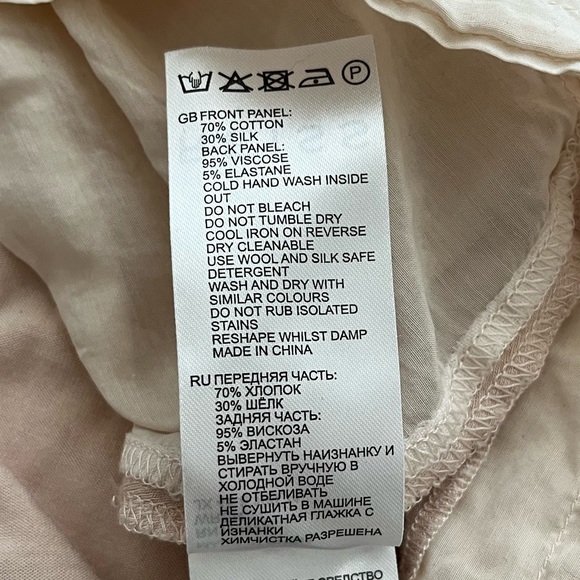 P
GB FRONT PANEL:
70% COTTON
30% SILK
BACK PANEL:
95% VISCOSE
5% ELASTANE
COLD HAND WASH INSIDE
OUT
DO NOT BLEACH
DO NOT TUMBLE DRY
COOL IRON ON REVERSE
DRY CLEANABLE
USE WOOL AND SILK SAFE
DETERGENT
WASH AND DRY WITH
SIMILAR COLOURS
DO NOT RUB ISOLATED
STAINS
RESHAPE WHILST DAMP
MADE IN CHINA
RU ПЕРЕДНЯЯ ЧАСТЬ:
70% ХЛОПОК
30% ШЁЛК
ЗАДНЯЯ ЧАСТЬ:
95% ВИСКОЗА
5% ЭЛАСТАН
ВЫВЕРНУТЬ НАИЗНАНКУ И
СТИРАТЬ ВРУЧНУЮ В
ХОЛОДНОЙ ВОДЕ
НЕ ОТБЕЛИВАТЬ
НЕ СУШИТЬ В МАШИНЕ
ДЕЛИКАТНАЯ ГЛАЖКА С
ИЗНАНКИ
ХИМЧИСТКА РАЗРЕШЕНА
СРЕДСТВО